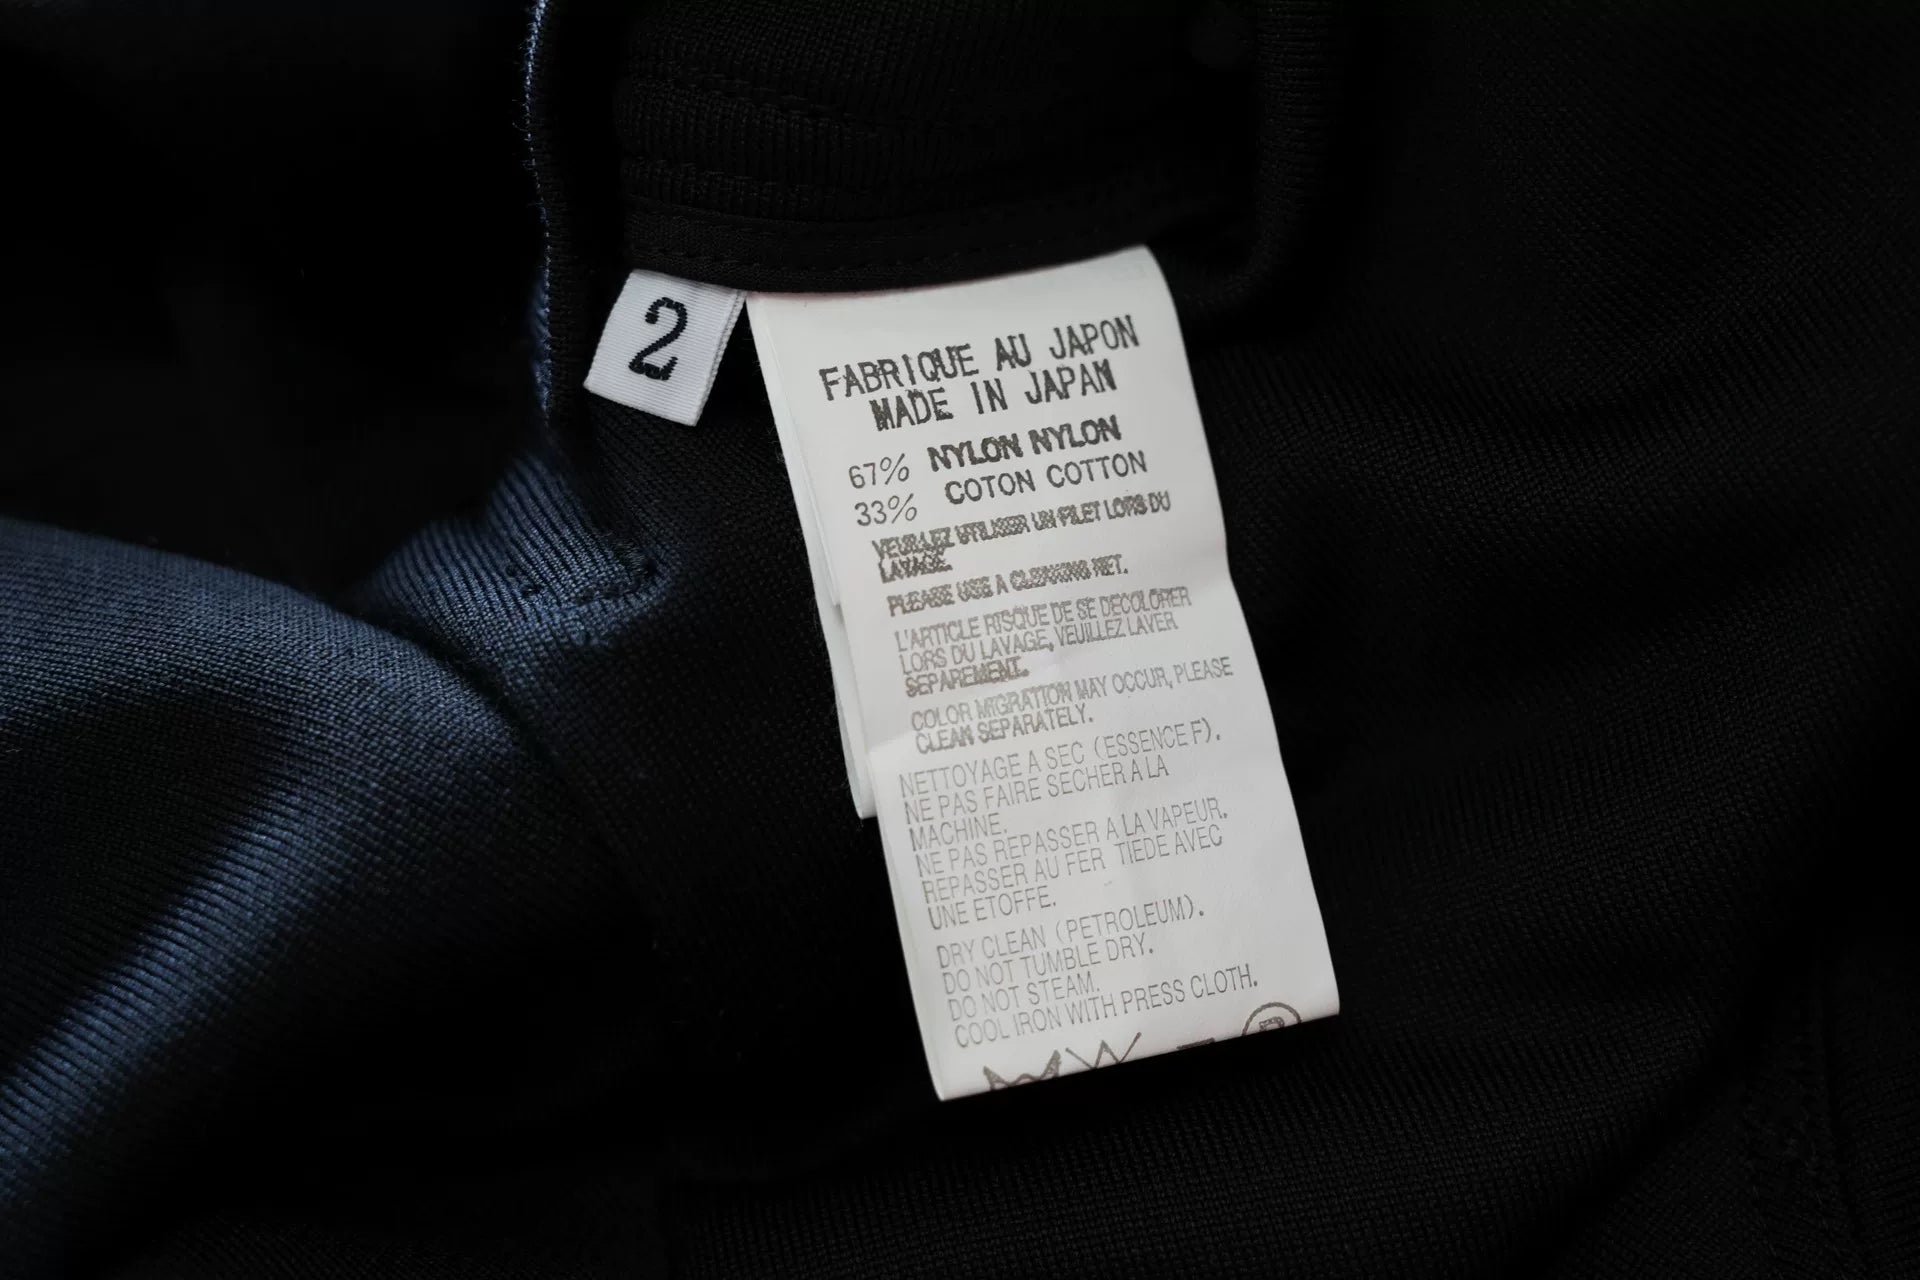 2
FABRIQUE AU JAPON
MADE IN JAPAN
67% NYLON NYLON
33% COTON COTTON
VEUILLEZ UTILISER UN FILET LORS DU
LAVAGE.
PLEASE USE A CLEANING NET.
L'ARTICLE RISQUE DE SE DECOLORER
LORS DU LAVAGE, VEUILLEZ LAVER
SEPAREMENT.
COLOR MIGRATION MAY OCCUR, PLEASE
CLEAN SEPARATELY.
NETTOYAGE A SEC (ESSENCE F).
NE PAS FAIRE SECHER A LA
MACHINE.
NE PAS REPASSER A LA VAPEUR.
REPASSER AU FER TIEDE AVEC
UNE ETOFFE.
DRY CLEAN (PETROLEUM).
DO NOT TUMBLE DRY.
DO NOT STEAM.
COOL IRON WITH PRESS CLOTH.